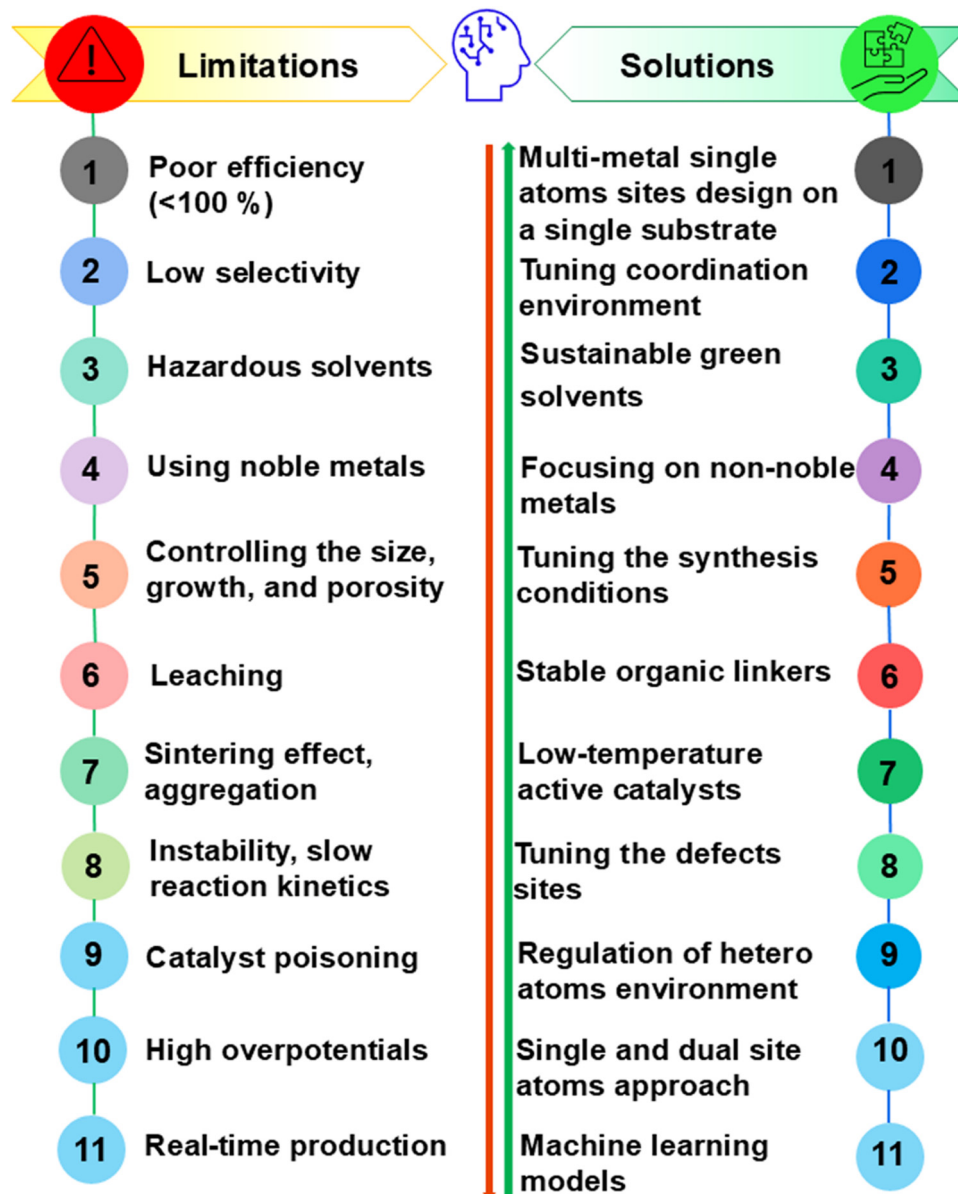 Limitations
Solutions
1
Poor efficiency
(<100 %)
2
Low selectivity
3
Hazardous solvents
4
Using noble metals
5
Controlling the size,
growth, and porosity
6
Leaching
7
Sintering effect,
aggregation
8
Instability, slow
reaction kinetics
9
Catalyst poisoning
10
High overpotentials
11
Real-time production
Multi-metal single
atoms sites design on
a single substrate
1
Tuning coordination
environment
2
Sustainable green
solvents
3
Focusing on non-noble
metals
4
Tuning the synthesis
conditions
5
Stable organic linkers
6
Low-temperature
active catalysts
7
Tuning the defects
sites
8
Regulation of hetero
atoms environment
9
Single and dual site
atoms approach
10
Machine learning
models
11